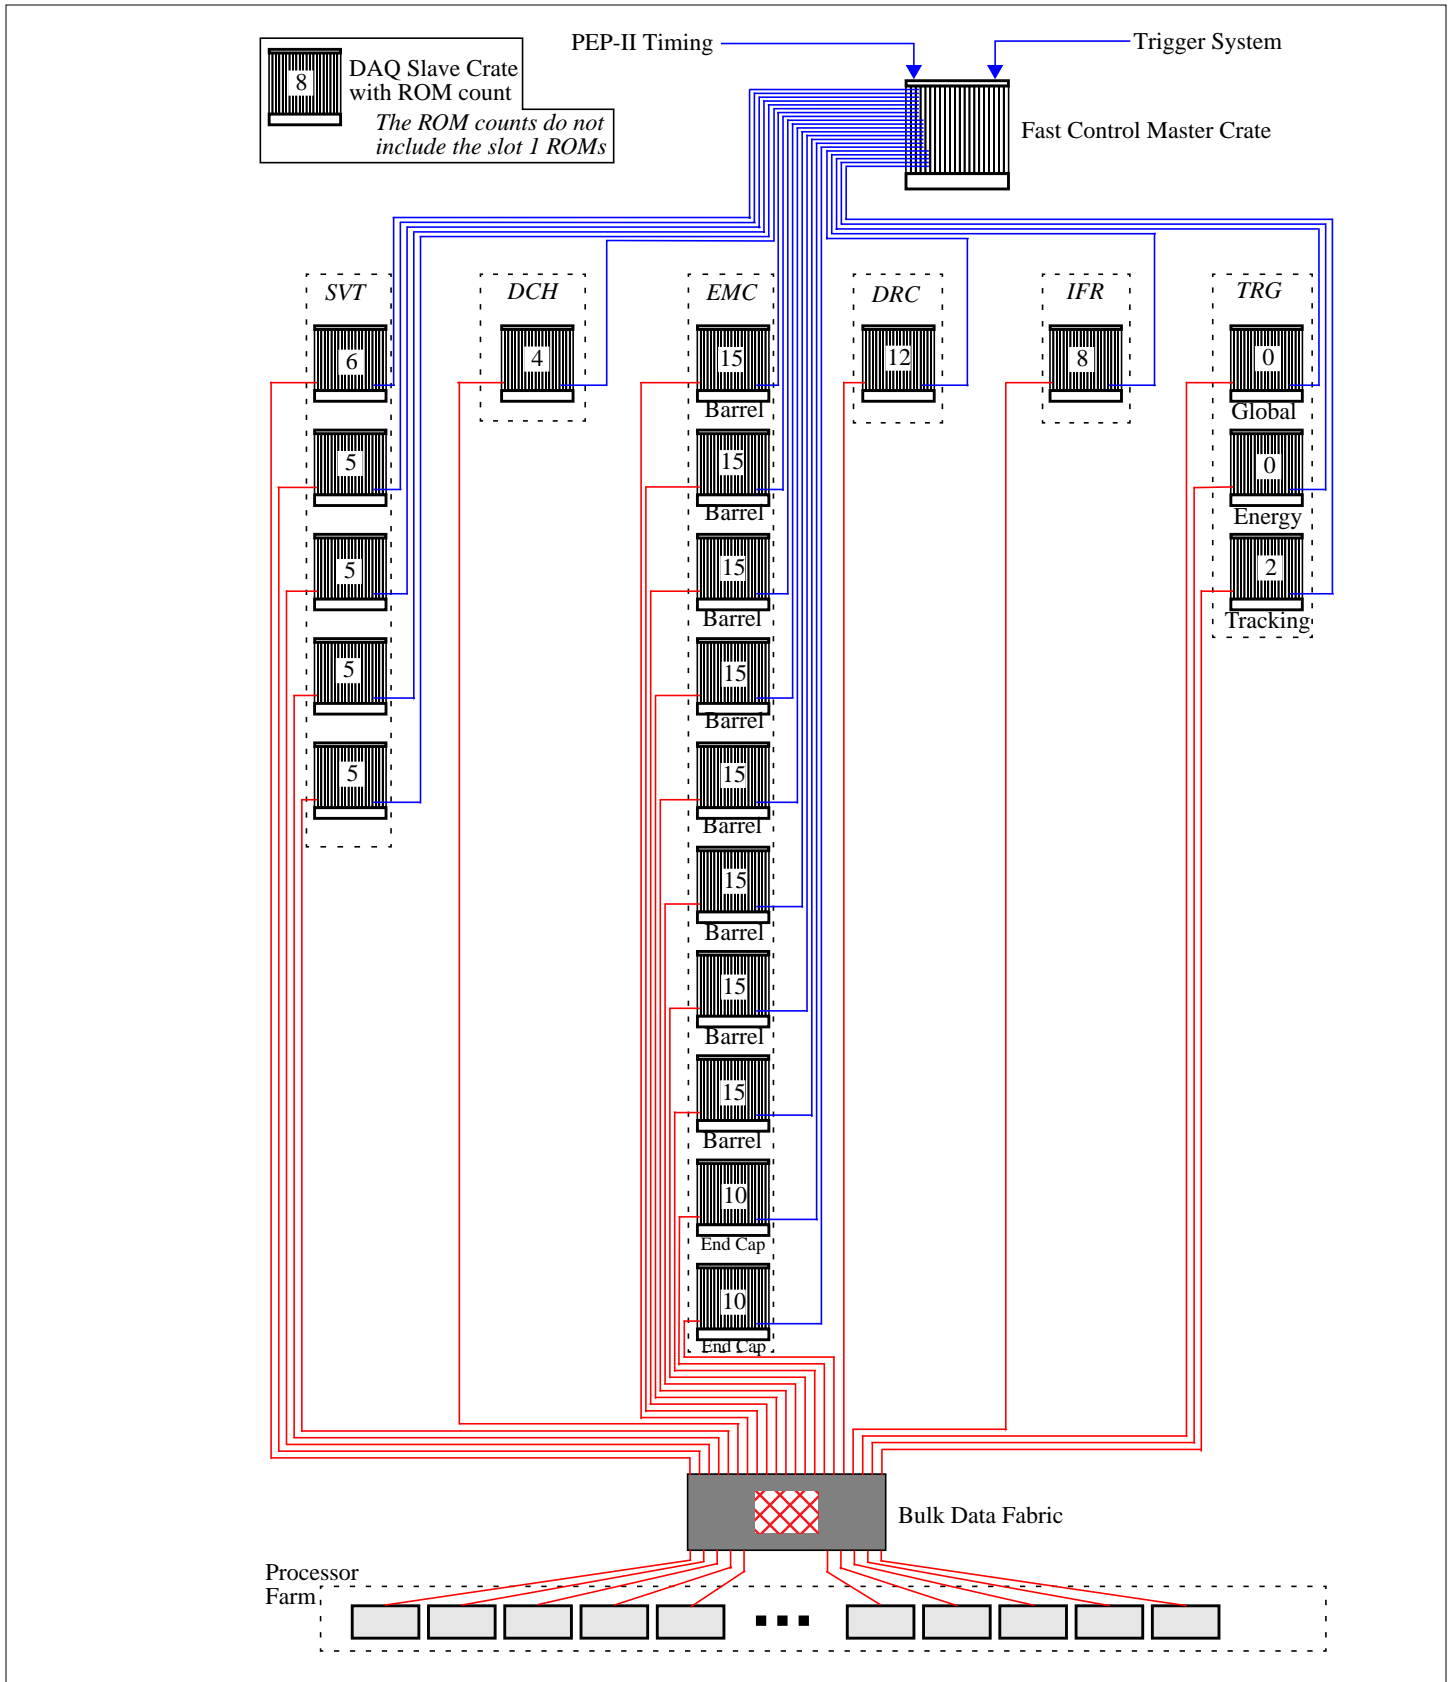 PEP-II Timing
Trigger System
8
DAQ Slave Crate
with ROM count
The ROM counts do not
include the slot 1 ROMs
Fast Control Master Crate
SVT
DCH
EMC
DRC
IFR
TRG
6
4
15
12
8
0
Barrel
Global
5
15
0
Barrel
Energy
5
15
2
Barrel
Tracking
5
15
Barrel
5
15
Barrel
15
Barrel
15
Barrel
15
Barrel
10
End Cap
10
End Cap
Bulk Data Fabric
Processor
Farm